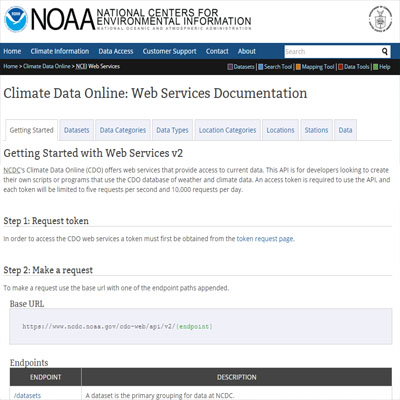 NOAA
NATIONAL CENTERS FOR
ENVIRONMENTAL INFORMATION
NATIONAL OCEANIC AND ATMOSPHERIC ADMINISTRATION
Home Climate Information Data Access Customer Support Contact About Search
Home > Climate Data Online > NCEI Web Services Datasets | Search Tool | Mapping Tool | Data Tools | Help
Climate Data Online: Web Services Documentation
Getting Started Datasets Data Categories Data Types Location Categories Locations Stations Data
Getting Started with Web Services v2
NCDC's Climate Data Online (CDO) offers web services that provide access to current data. This API is for developers looking to create
their own scripts or programs that use the CDO database of weather and climate data. An access token is required to use the API, and
each token will be limited to five requests per second and 10,000 requests per day.
Step 1: Request token
In order to access the CDO web services a token must first be obtained from the token request page.
Step 2: Make a request
To make a request use the base url with one of the endpoint paths appended.
Base URL
https://www.ncdc.noaa.gov/cdo-web/api/v2/{endpoint}
Endpoints
ENDPOINT DESCRIPTION
/datasets A dataset is the primary grouping for data at NCDC.